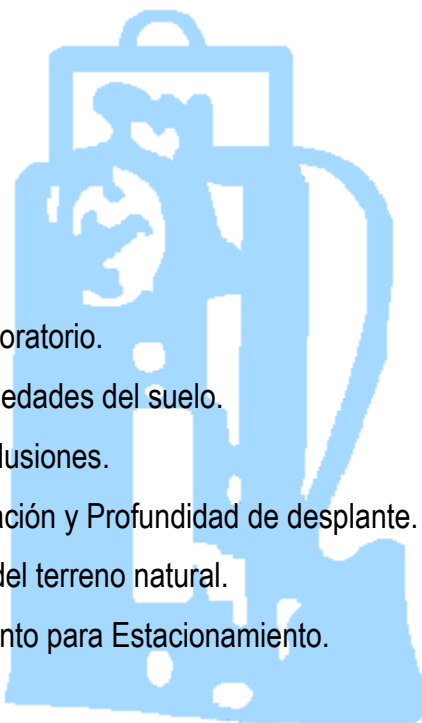 oratorio.
edades del suelo.
lusiones.
ación y Profundidad de desplante.
del terreno natural.
nto para Estacionamiento.